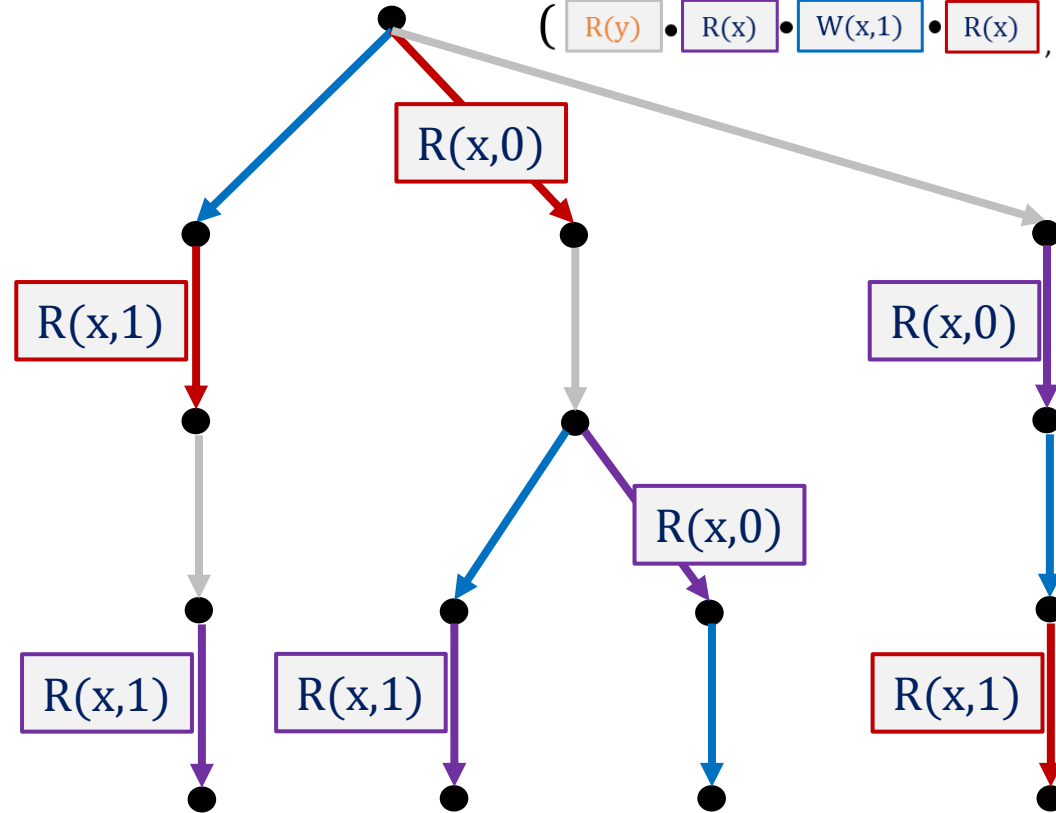 ( R(y) • R(x) • W(x,1) • R(x) ,
R(x,0)
R(x,1)
R(x,0)
R(x,0)
R(x,1)
R(x,1)
R(x,1)